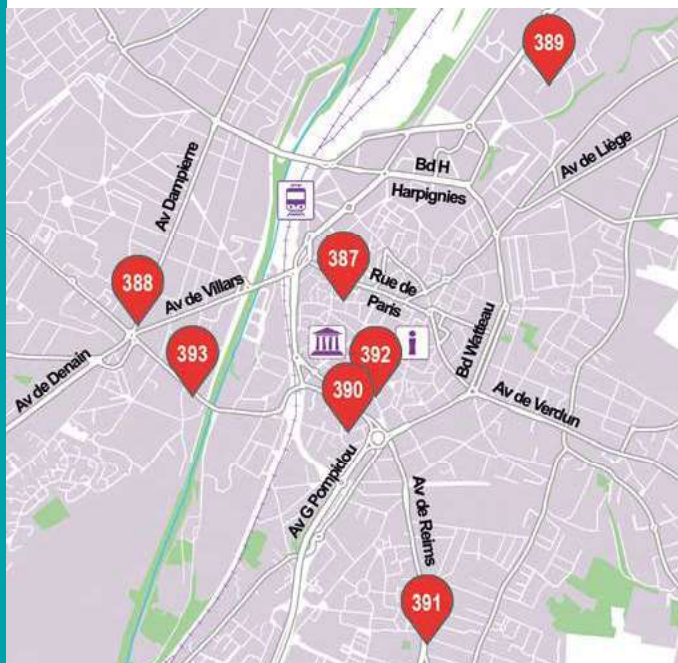 389
Bd H
Harpignies
Av de Liège
Av Dampierre
388
Av de Villars
387
Rue de
Paris
393
Av de Denain
392
i
390
Bd Watteau
Av de Verdun
Av G Pompidou
Av de Reims
391